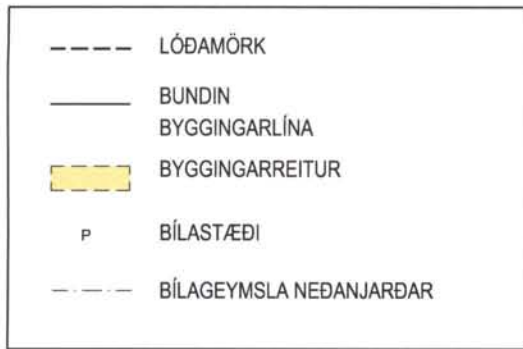 LÓÐAMÖRK
BUNDIN
BYGGINGARLÍNA
BYGGINGARREITUR
P BÍLASTÆÐI
BÍLAGEYMSLA NEÐANJARÐAR